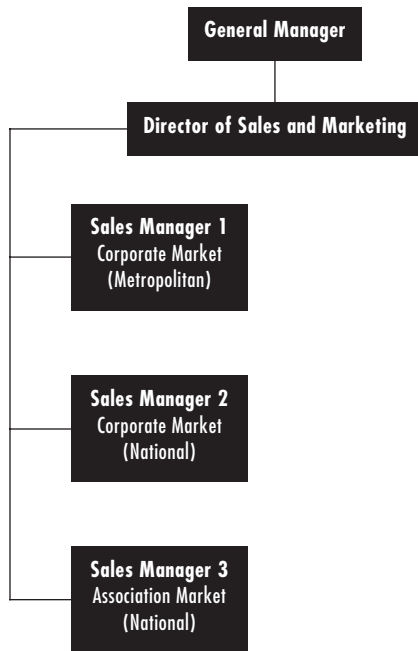 General Manager
Director of Sales and Marketing
Sales Manager 1
Corporate Market
(Metropolitan)
Sales Manager 2
Corporate Market
(National)
Sales Manager 3
Association Market
(National)